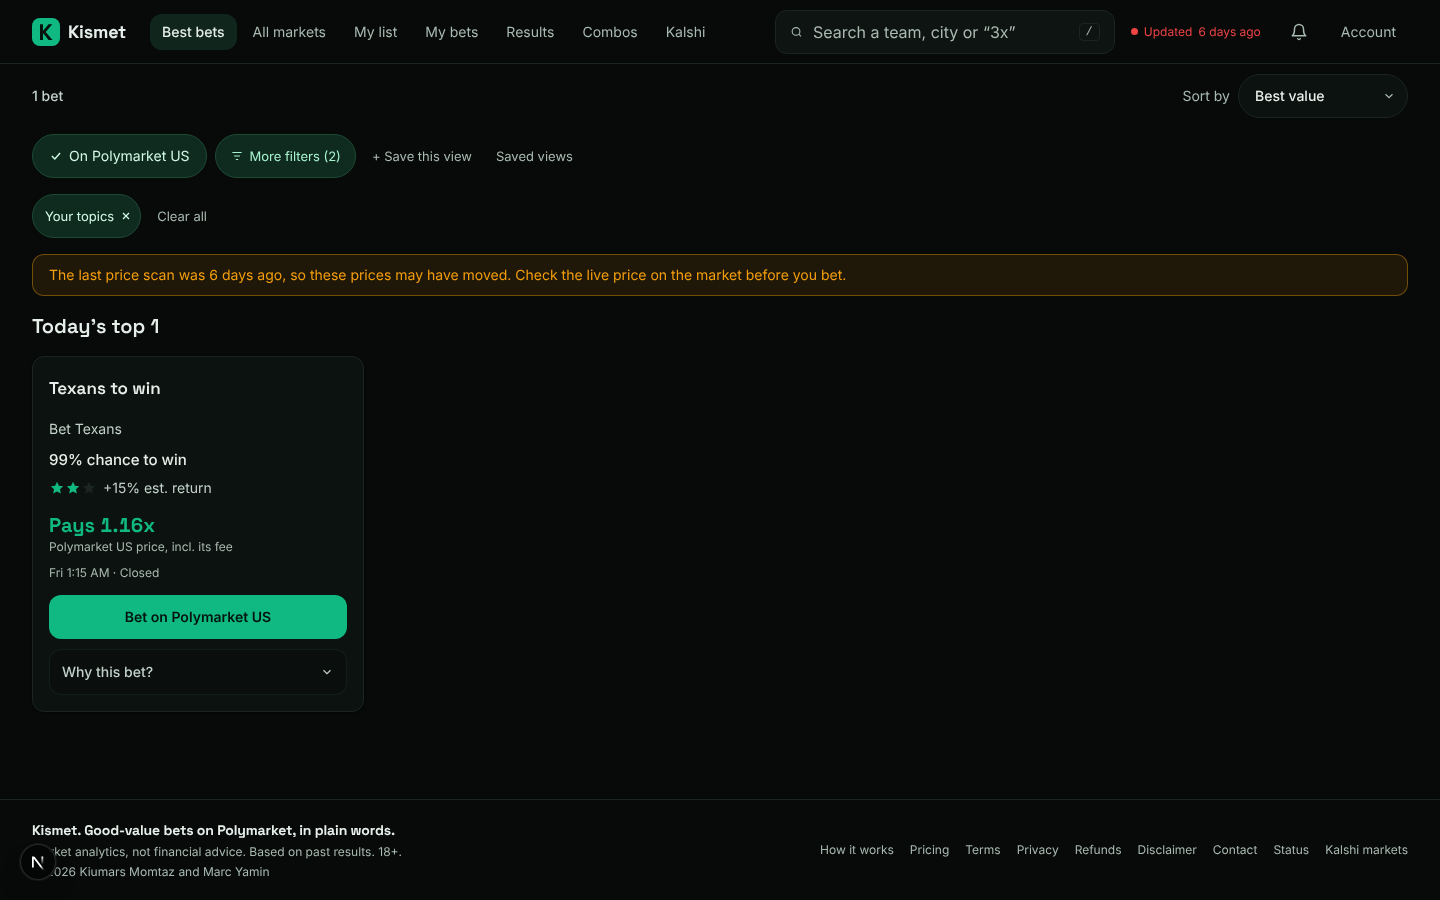 K Kismet Best bets All markets My list My bets Results Combos Kalshi Search a team, city or “3x” / Updated 6 days ago Account
1 bet Sort by Best value
On Polymarket US More filters (2) + Save this view Saved views
Your topics × Clear all
The last price scan was 6 days ago, so these prices may have moved. Check the live price on the market before you bet.
Today’s top 1
Texans to win
Bet Texans
99% chance to win
+15% est. return
Pays 1.16x
Polymarket US price, incl. its fee
Fri 1:15 AM · Closed
Bet on Polymarket US
Why this bet?
Kismet. Good-value bets on Polymarket, in plain words.
analytics, not financial advice. Based on past results. 18+.
Kiumars Momtaz and Marc Yamin
How it works Pricing Terms Privacy Refunds Disclaimer Contact Status Kalshi markets
N